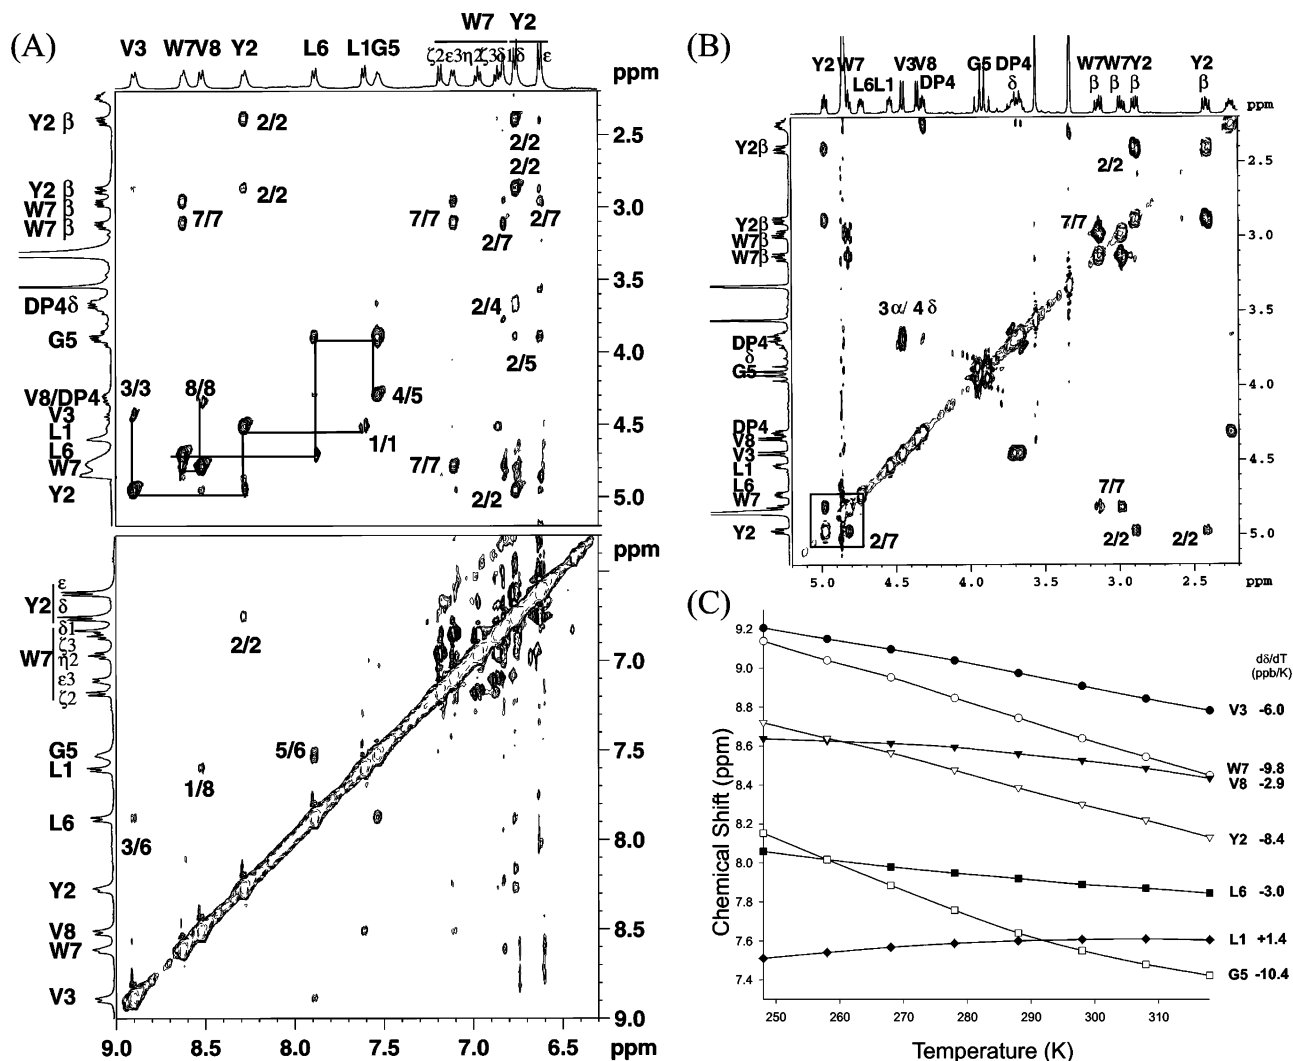 (A)
W7 Y2
V3 W7V8 Y2 L6 L1G5 ζ2ε3η2ζ3δ1δ ε
ppm
Y2 β
Y2 β
W7 β
W7 β
DP4δ
G5
V8/DP4
V3
L1
L6
W7
Y2
2/2
2/2
2/2
2/2
7/7
7/7
2/7
2/7
2/4
2/5
3/3
8/8
4/5
1/1
7/7
2/2
2.5
3.0
3.5
4.0
4.5
5.0
ppm
Y2 ε
δ
W7 δ1
ζ3
η2
ε3
ζ2
G5
L1
L6
Y2
V8
W7
V3
2/2
5/6
1/8
3/6
7.0
7.5
8.0
8.5
9.0
9.0 8.5 8.0 7.5 7.0 6.5 ppm
(B)
Y2 W7 L6L1 V3V8 DP4 G5 DP4 δ W7 β W7 β Y2 β Y2 β
ppm
Y2β
Y2β
W7β
W7β
DP4
δ
G5
DP4
V8
V3
L1
L6
W7
Y2
2/2
7/7
3α/ 4 δ
7/7
2/7
2/2
2/2
2.5
3.0
3.5
4.0
4.5
5.0
5.0 4.5 4.0 3.5 3.0 2.5
ppm
(C)
Chemical Shift (ppm)
9.2
9.0
8.8
8.6
8.4
8.2
8.0
7.8
7.6
7.4
dδ/dT
(ppb/K)
V3 -6.0
W7 -9.8
V8 -2.9
Y2 -8.4
L6 -3.0
L1 +1.4
G5 -10.4
250 260 270 280 290 300 310
Temperature (K)